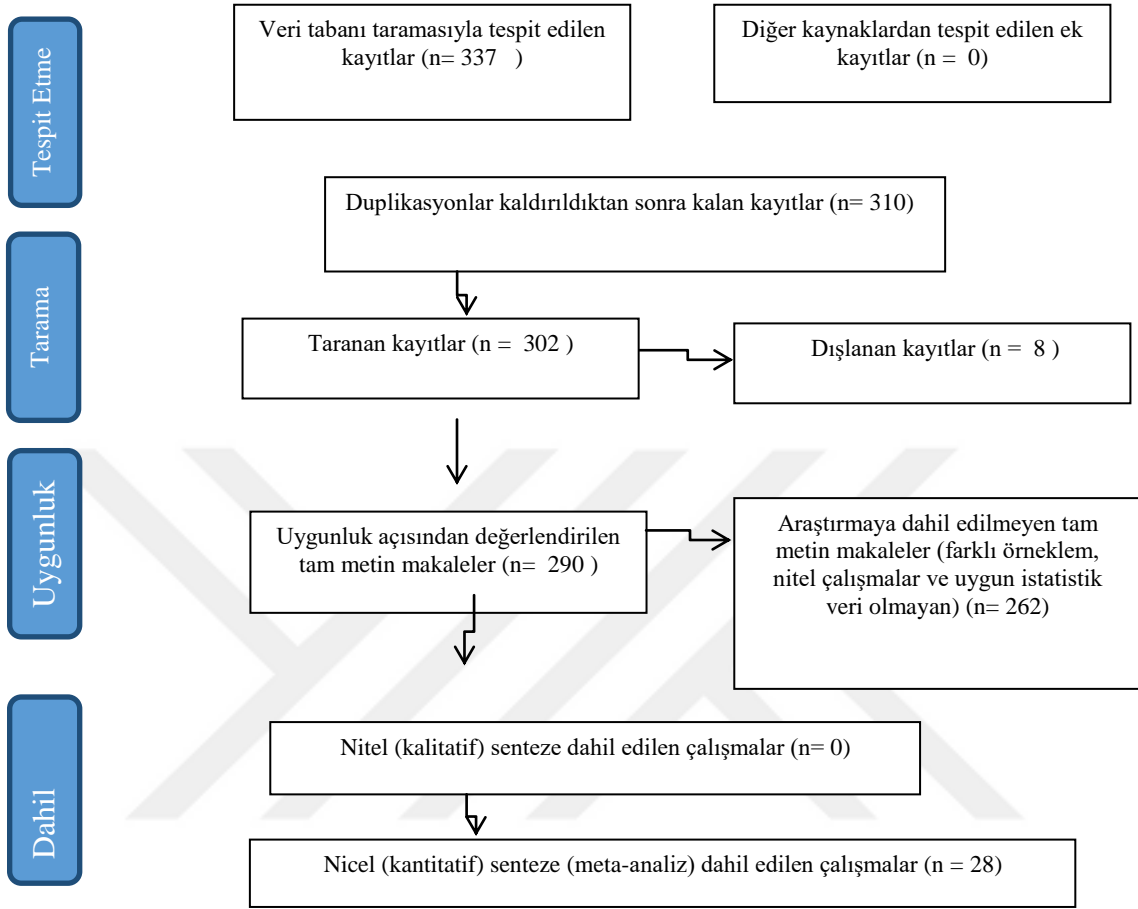 Tespit Etme
Veri tabanı taramasıyla tespit edilen
kayıtlar (n= 337 )
Diğer kaynaklardan tespit edilen ek
kayıtlar (n = 0)
Duplikasyonlar kaldırıldıktan sonra kalan kayıtlar (n= 310)
Tarama
Taranan kayıtlar (n = 302 )
Dışlanan kayıtlar (n = 8 )
Uygunluk
Uygunluk açısından değerlendirilen
tam metin makaleler (n= 290 )
Araştırmaya dahil edilmeyen tam
metin makaleler (farklı örneklem,
nitel çalışmalar ve uygun istatistik
veri olmayan) (n= 262)
Dahil
Nitel (kalitatif) senteze dahil edilen çalışmalar (n= 0)
Nicel (kantitatif) senteze (meta-analiz) dahil edilen çalışmalar (n = 28)